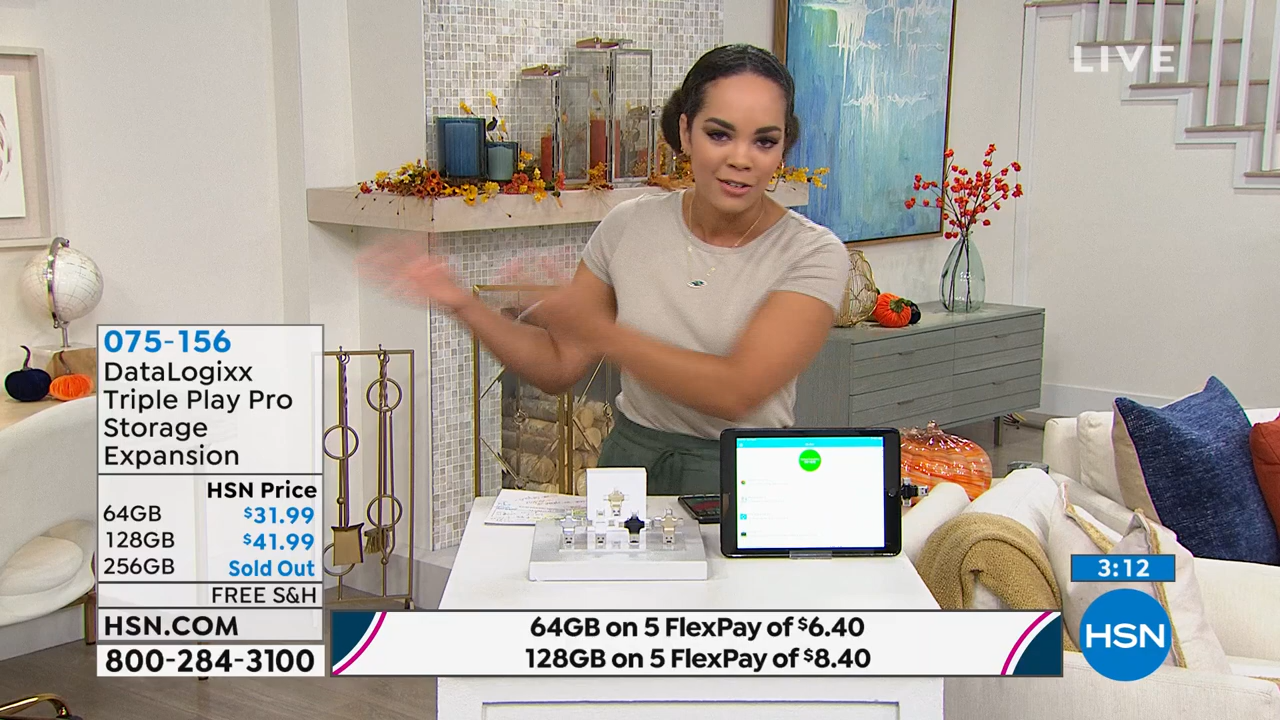 LIVE
075-156
DataLogixx
Triple Play Pro
Storage
Expansion
HSN Price
64GB $31.99
128GB $41.99
256GB Sold Out
FREE S&H
HSN.COM
800-284-3100
64GB on 5 FlexPay of $6.40
128GB on 5 FlexPay of $8.40
3:12
HSN